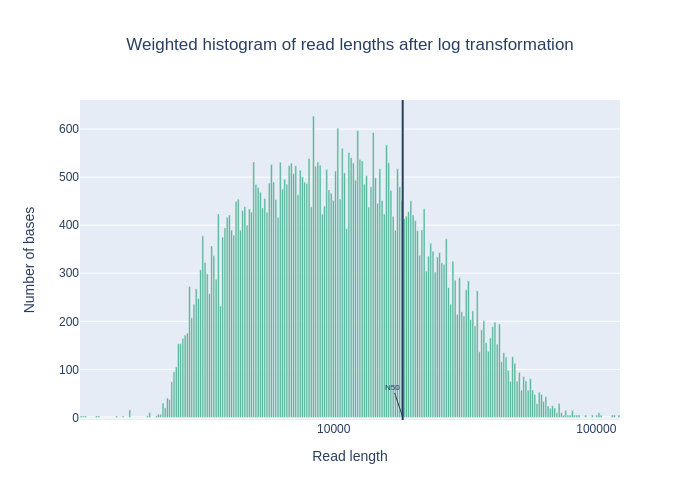 Weighted histogram of read lengths after log transformation
Number of bases
600
500
400
300
200
100
0
N50
10000
100000
Read length